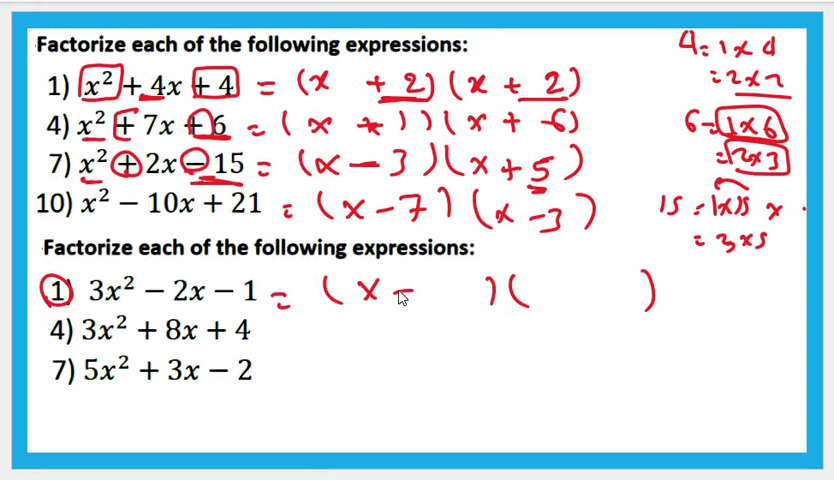 Factorize each of the following expressions:
1) x² + 4x + 4 = (x + 2)(x + 2)
4) x² + 7x + 6 = (x + 1)(x + 6)
7) x² + 2x − 15 = (x − 3)(x + 5)
10) x² − 10x + 21 = (x − 7)(x − 3)
4 = 1 x 4
= 2 x 2
6 = 1 x 6
= 2 x 3
15 = 1 x 15 x
= 3 x 5
Factorize each of the following expressions:
1) 3x² − 2x − 1 = (x − )( )
4) 3x² + 8x + 4
7) 5x² + 3x − 2